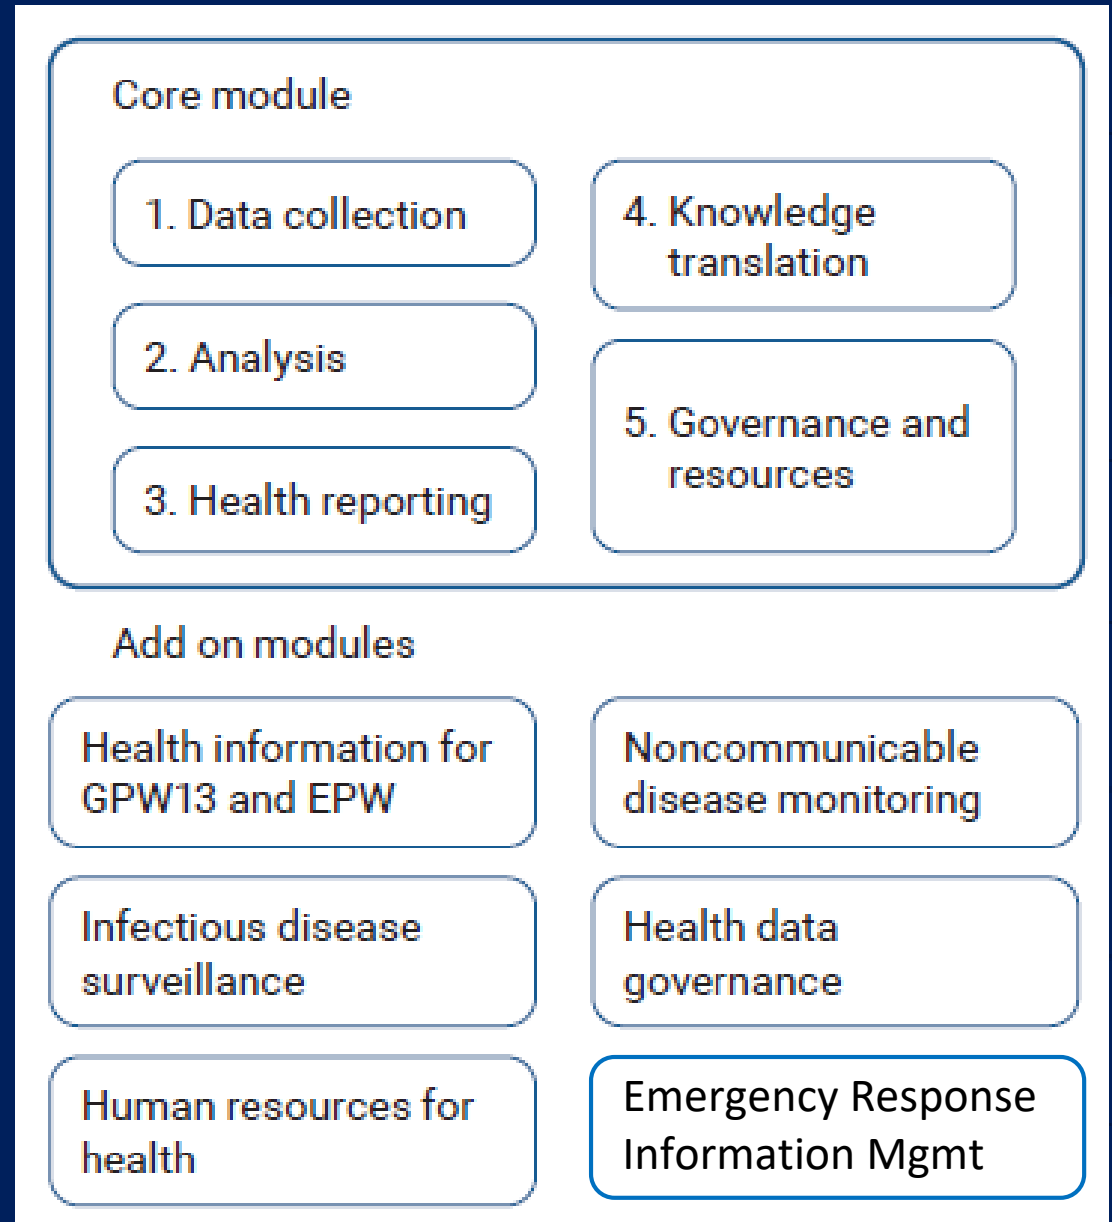 Core module
1. Data collection
2. Analysis
3. Health reporting
4. Knowledge
translation
5. Governance and
resources
Add on modules
Health information for
GPW13 and EPW
Noncommunicable
disease monitoring
Infectious disease
surveillance
Health data
governance
Human resources for
health
Emergency Response
Information Mgmt